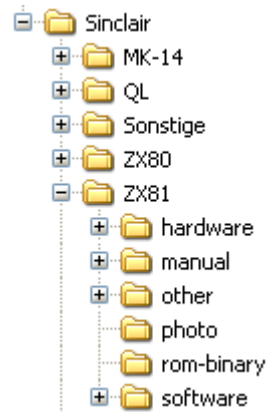 Sinclair
MK-14
QL
Sonstige
ZX80
ZX81
hardware
manual
other
photo
rom-binary
software